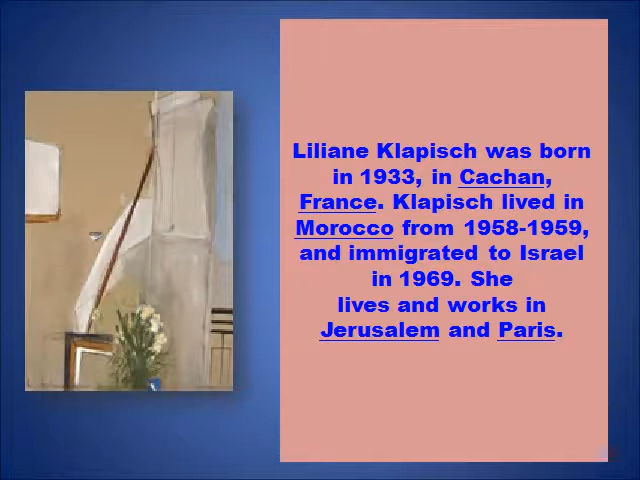 Liliane Klapisch was born
in 1933, in Cachan,
France. Klapisch lived in
Morocco from 1958-1959,
and immigrated to Israel
in 1969. She
lives and works in
Jerusalem and Paris.